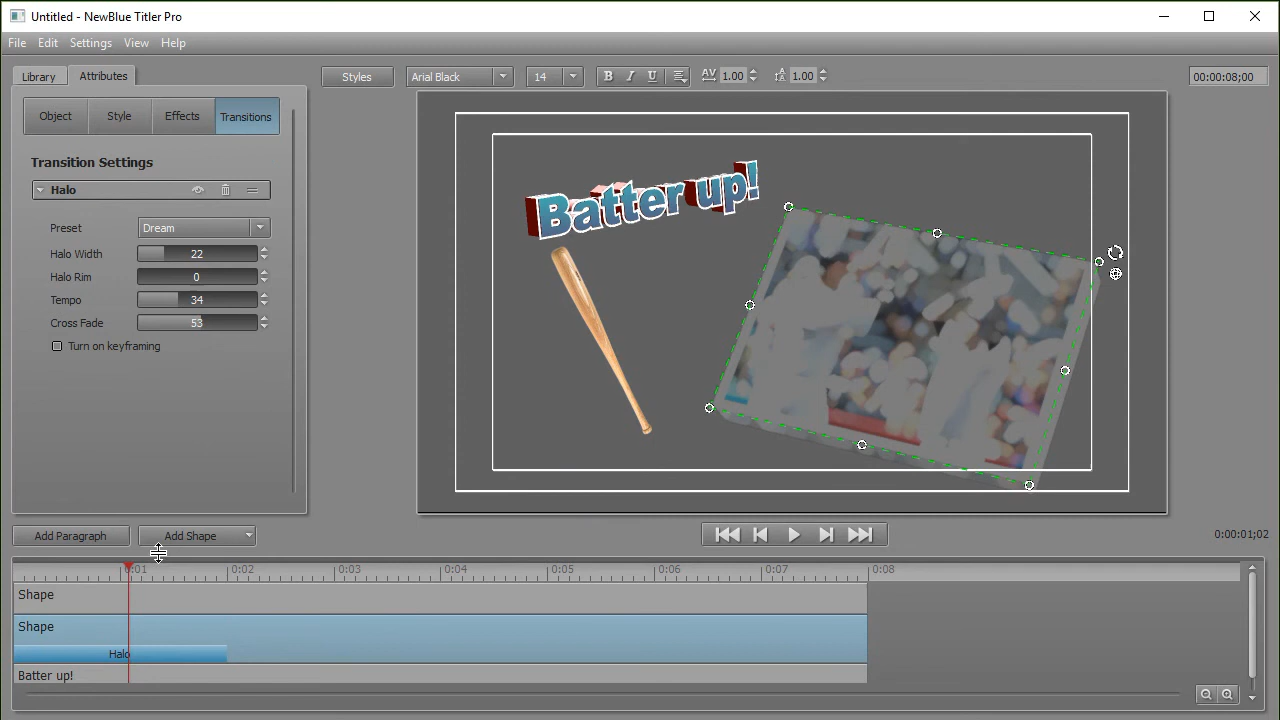 Untitled - NewBlue Titler Pro
File Edit Settings View Help
Library Attributes
Styles Arial Black 14 B I U AV 1.00 A 1.00 00:00:08;00
Object Style Effects Transitions
Transition Settings
Halo
Preset Dream
Halo Width 22
Halo Rim 0
Tempo 34
Cross Fade 53
Turn on keyframing
Batter up!
Add Paragraph Add Shape 0:00:01;02
0:01 0:02 0:03 0:04 0:05 0:06 0:07 0:08
Shape
Shape
Halo
Batter up!